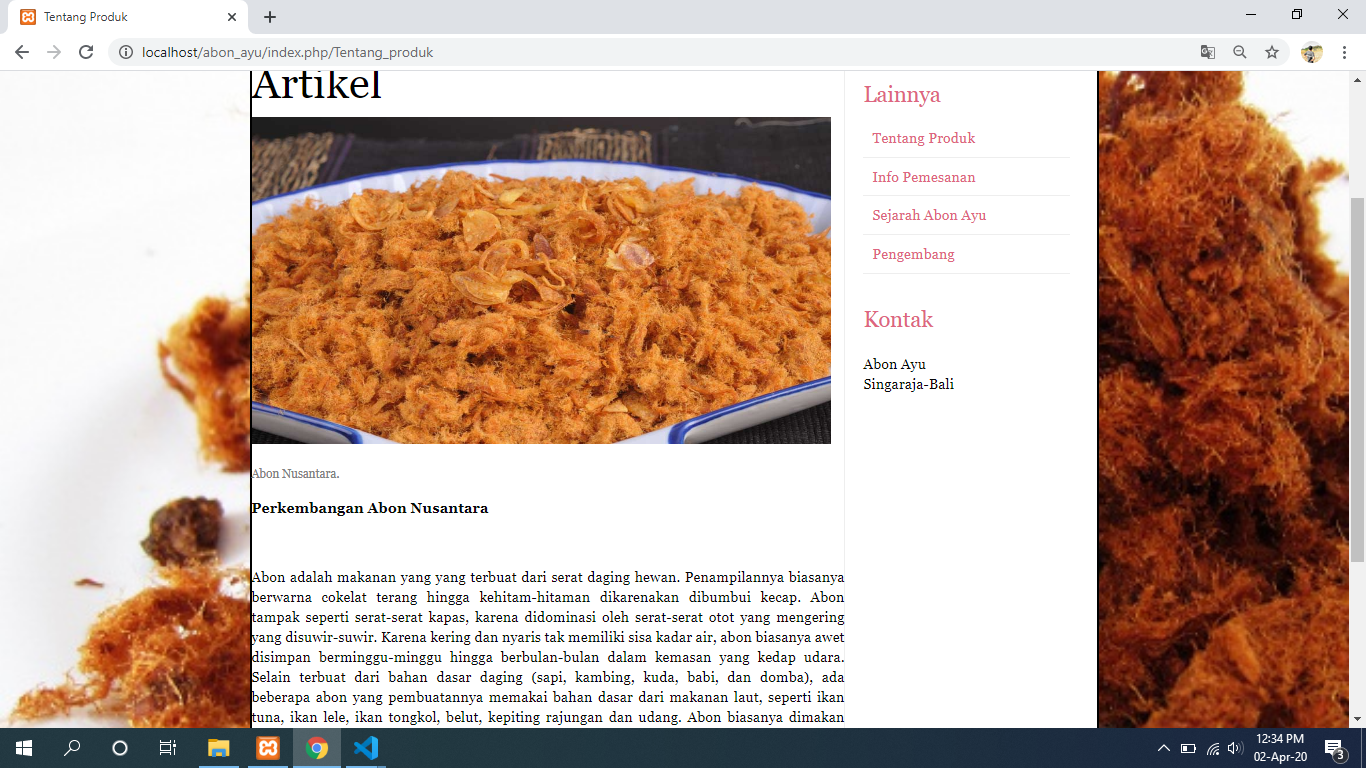 Tentang Produk
localhost/abon_ayu/index.php/Tentang_produk
Artikel
Abon Nusantara.
Perkembangan Abon Nusantara
Abon adalah makanan yang yang terbuat dari serat daging hewan. Penampilannya biasanya
berwarna cokelat terang hingga kehitam-hitaman dikarenakan dibumbui kecap. Abon
tampak seperti serat-serat kapas, karena didominasi oleh serat-serat otot yang mengering
yang disuwir-suwir. Karena kering dan nyaris tak memiliki sisa kadar air, abon biasanya awet
disimpan berminggu-minggu hingga berbulan-bulan dalam kemasan yang kedap udara.
Selain terbuat dari bahan dasar daging (sapi, kambing, kuda, babi, dan domba), ada
beberapa abon yang pembuatannya memakai bahan dasar dari makanan laut, seperti ikan
tuna, ikan lele, ikan tongkol, belut, kepiting rajungan dan udang. Abon biasanya dimakan
Lainnya
Tentang Produk
Info Pemesanan
Sejarah Abon Ayu
Pengembang
Kontak
Abon Ayu
Singaraja-Bali
12:34 PM
02-Apr-20
3